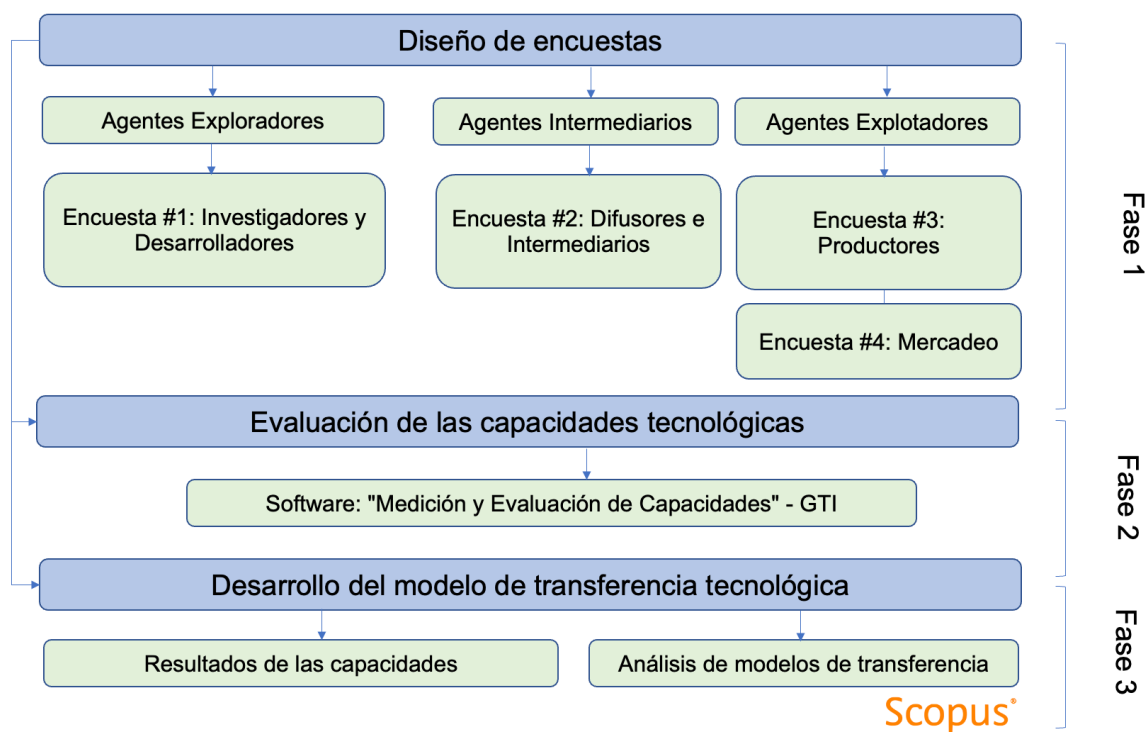 Diseño de encuestas
Agentes Exploradores
Agentes Intermediarios
Agentes Explotadores
Encuesta #1: Investigadores y
Desarrolladores
Encuesta #2: Difusores e
Intermediarios
Encuesta #3:
Productores
Encuesta #4: Mercadeo
Fase 1
Evaluación de las capacidades tecnológicas
Software: "Medición y Evaluación de Capacidades" - GTI
Fase 2
Desarrollo del modelo de transferencia tecnológica
Resultados de las capacidades
Análisis de modelos de transferencia
Scopus®
Fase 3